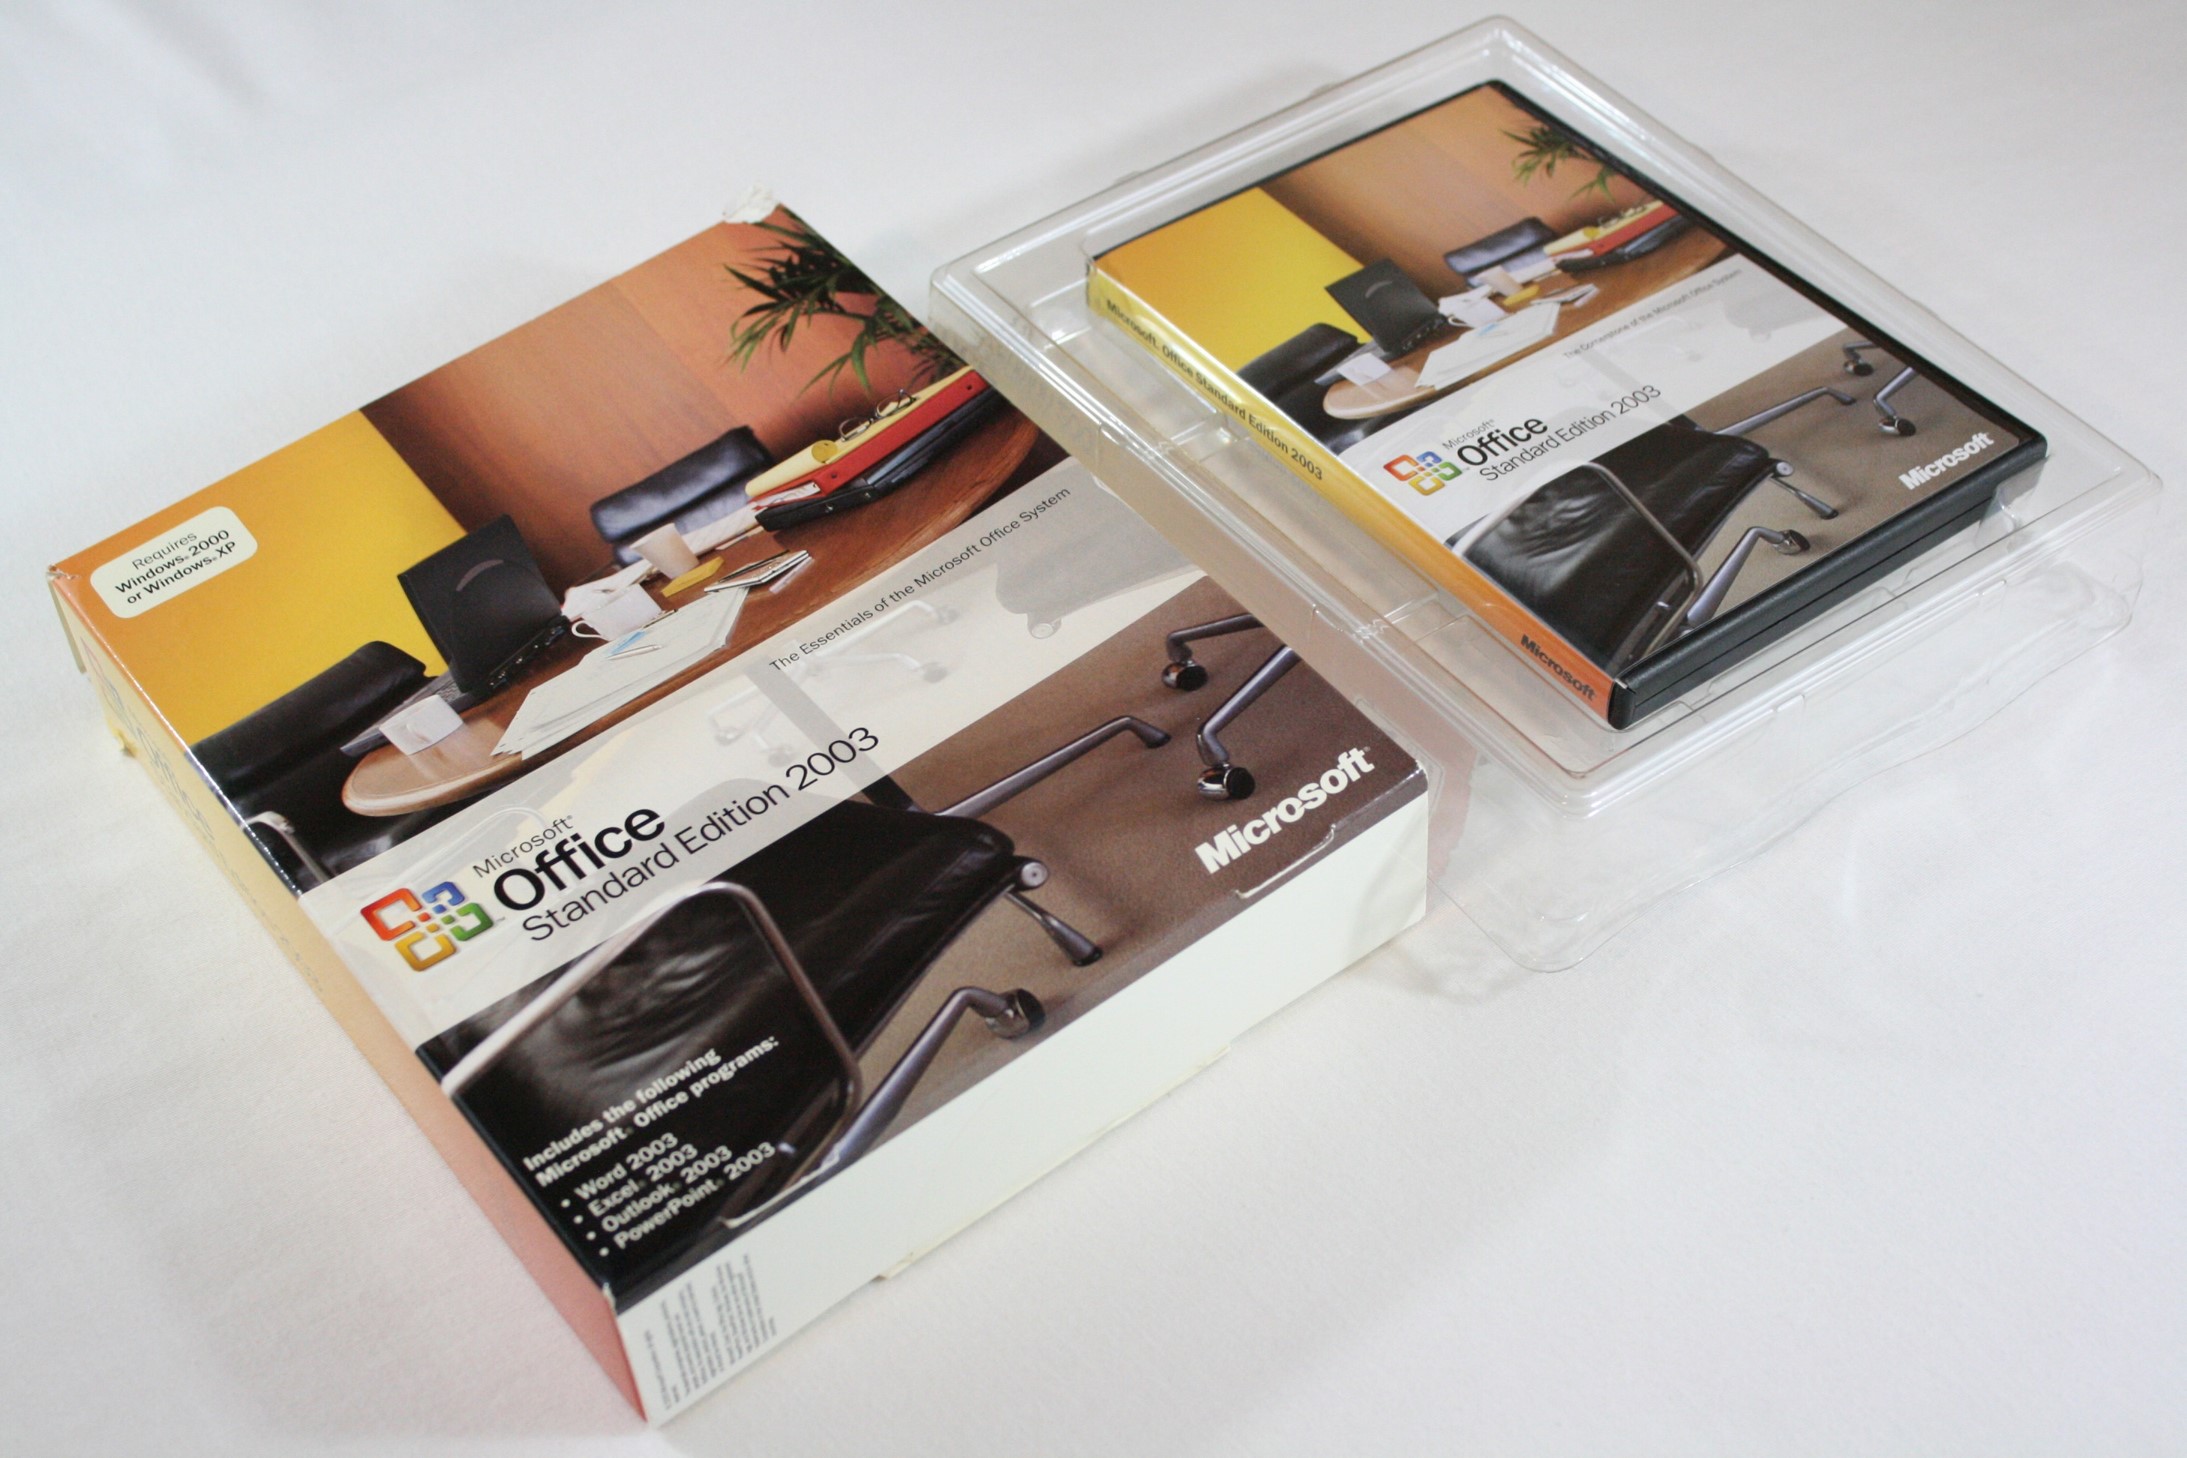 Requires
Windows® 2000
or Windows® XP
The Essentials of the Microsoft Office System
Microsoft®
Office
Standard Edition 2003
Microsoft®
Includes the following
Microsoft® Office programs:
• Word 2003
• Excel® 2003
• Outlook® 2003
• PowerPoint® 2003
Microsoft® Office Standard Edition 2003
Microsoft
The Cornerstone of the Microsoft Office System
Microsoft®
Office
Standard Edition 2003
Microsoft